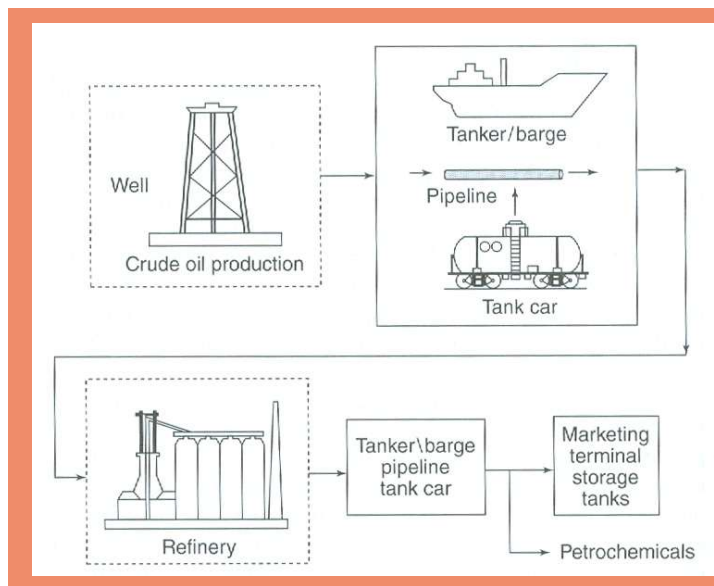 Well
Crude oil production
Tanker/barge
Pipeline
Tank car
Refinery
Tanker\barge
pipeline
tank car
Marketing
terminal
storage
tanks
Petrochemicals